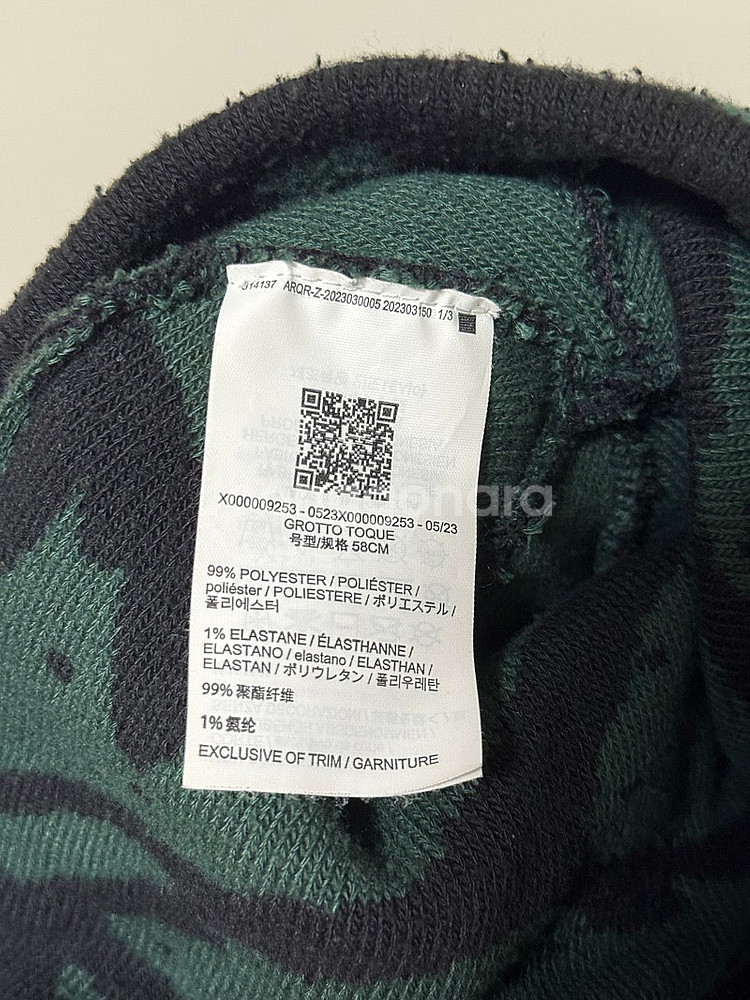 -514137 ARQR-Z-2023030005 202303150 1/3
X000009253 - 0523X000009253 - 05/23
GROTTO TOQUE
号型/规格 58CM
99% POLYESTER / POLIÉSTER /
poliéster / POLIESTERE / ポリエステル /
폴리에스터
1% ELASTANE / ÉLASTHANNE /
ELASTANO / elastano / ELASTHAN /
ELASTAN / ポリウレタン / 폴리우레탄
99% 聚酯纤维
1% 氨纶
EXCLUSIVE OF TRIM / GARNITURE